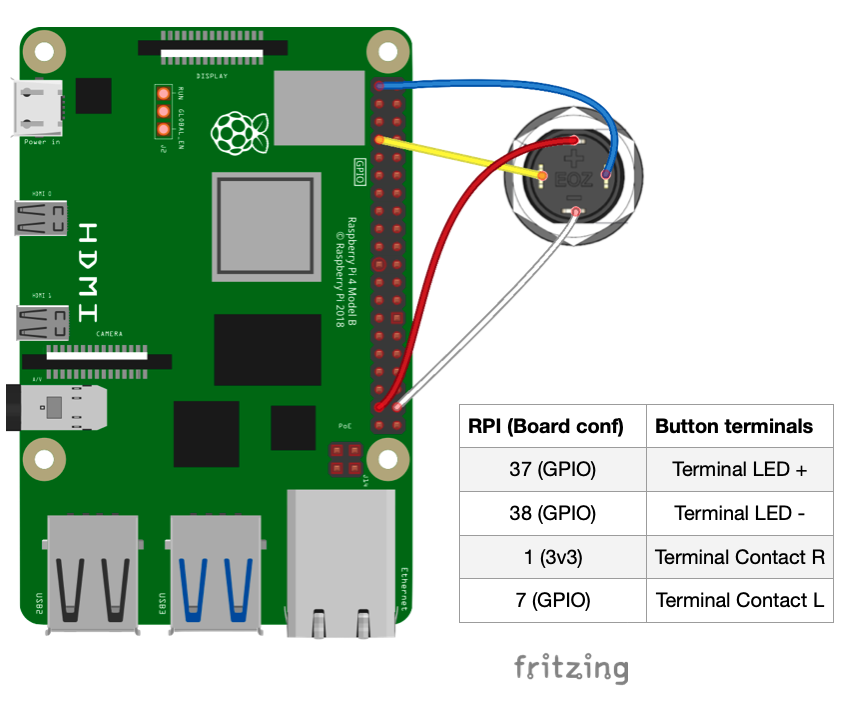 DISPLAY
RUN
GLOBAL_EN
J2
Power in
GPIO
HDMI 0
HDMI
Raspberry Pi 4 Model B
© Raspberry Pi 2018
HDMI 1
CAMERA
A/V
PoE
J14
USB2
USB3
Ethernet
+
EOZ
-
RPI (Board conf) Button terminals
37 (GPIO) Terminal LED +
38 (GPIO) Terminal LED -
1 (3v3) Terminal Contact R
7 (GPIO) Terminal Contact L
fritzing